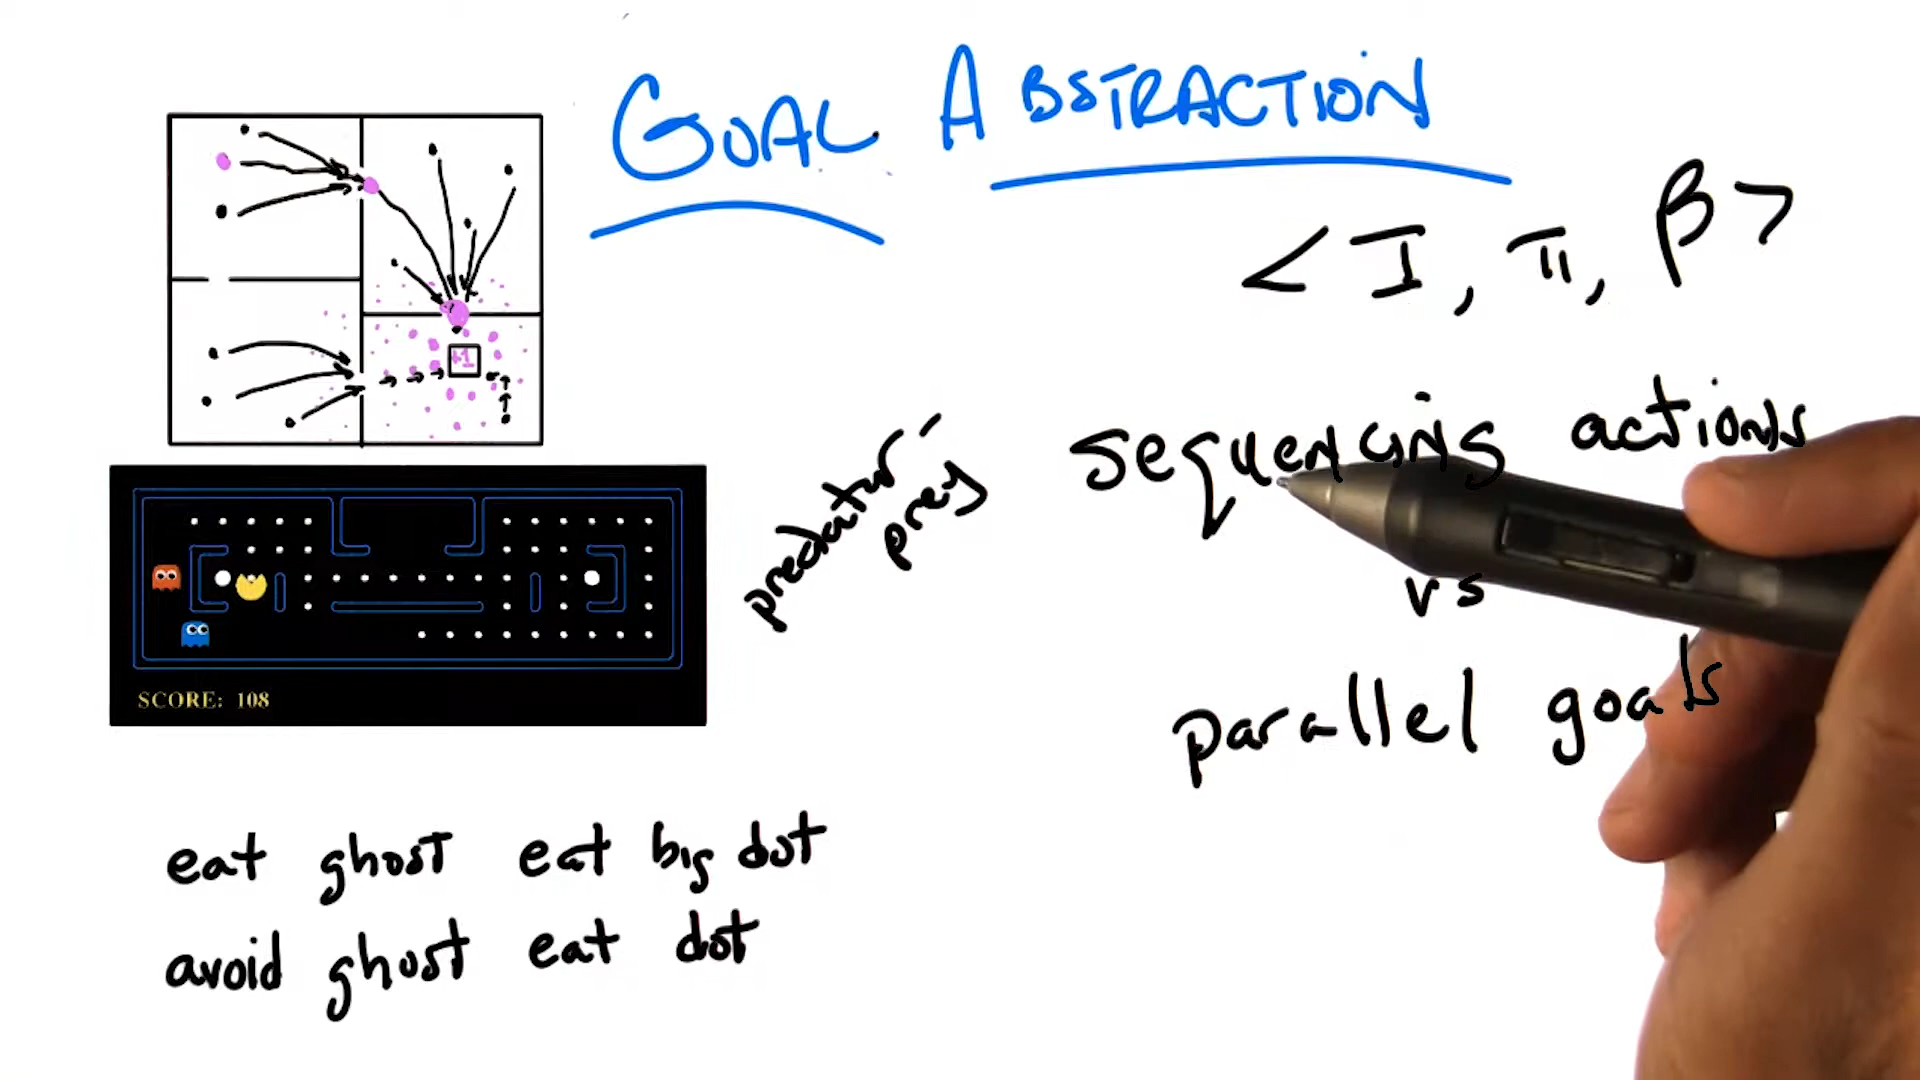 GOAL ABSTRACTION
< I, π, β >
+1
predator-
prey
sequencing actions
vs
parallel goals
SCORE: 108
eat ghost eat big dot
avoid ghost eat dot